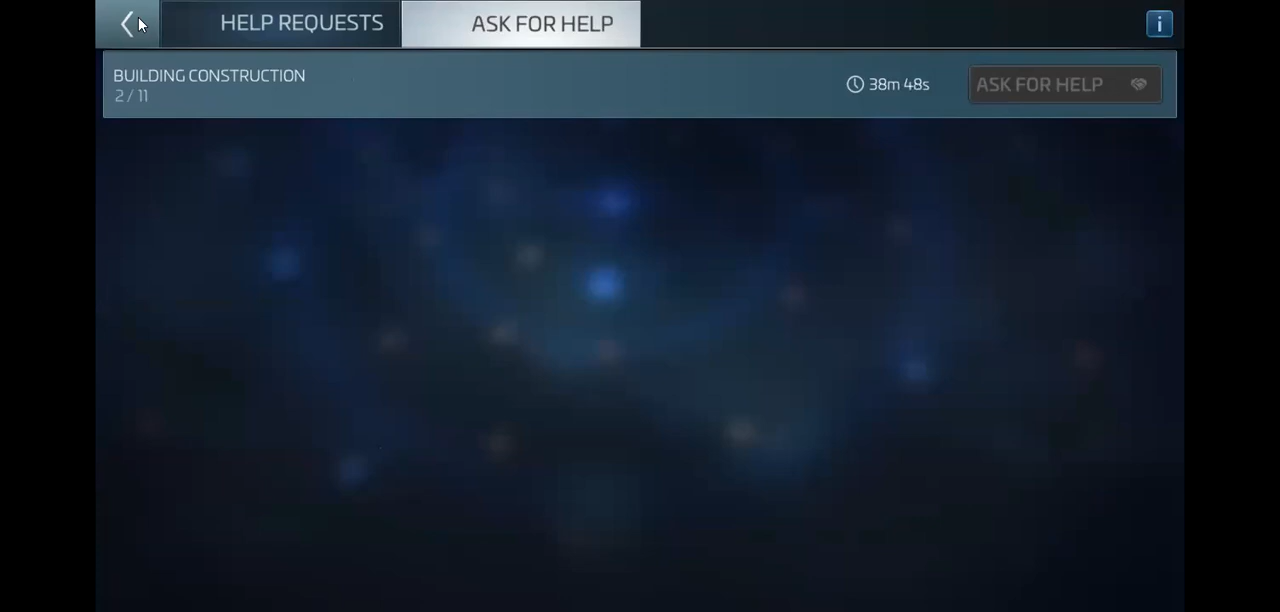 HELP REQUESTS
ASK FOR HELP
i
BUILDING CONSTRUCTION
2 / 11
38m 48s
ASK FOR HELP